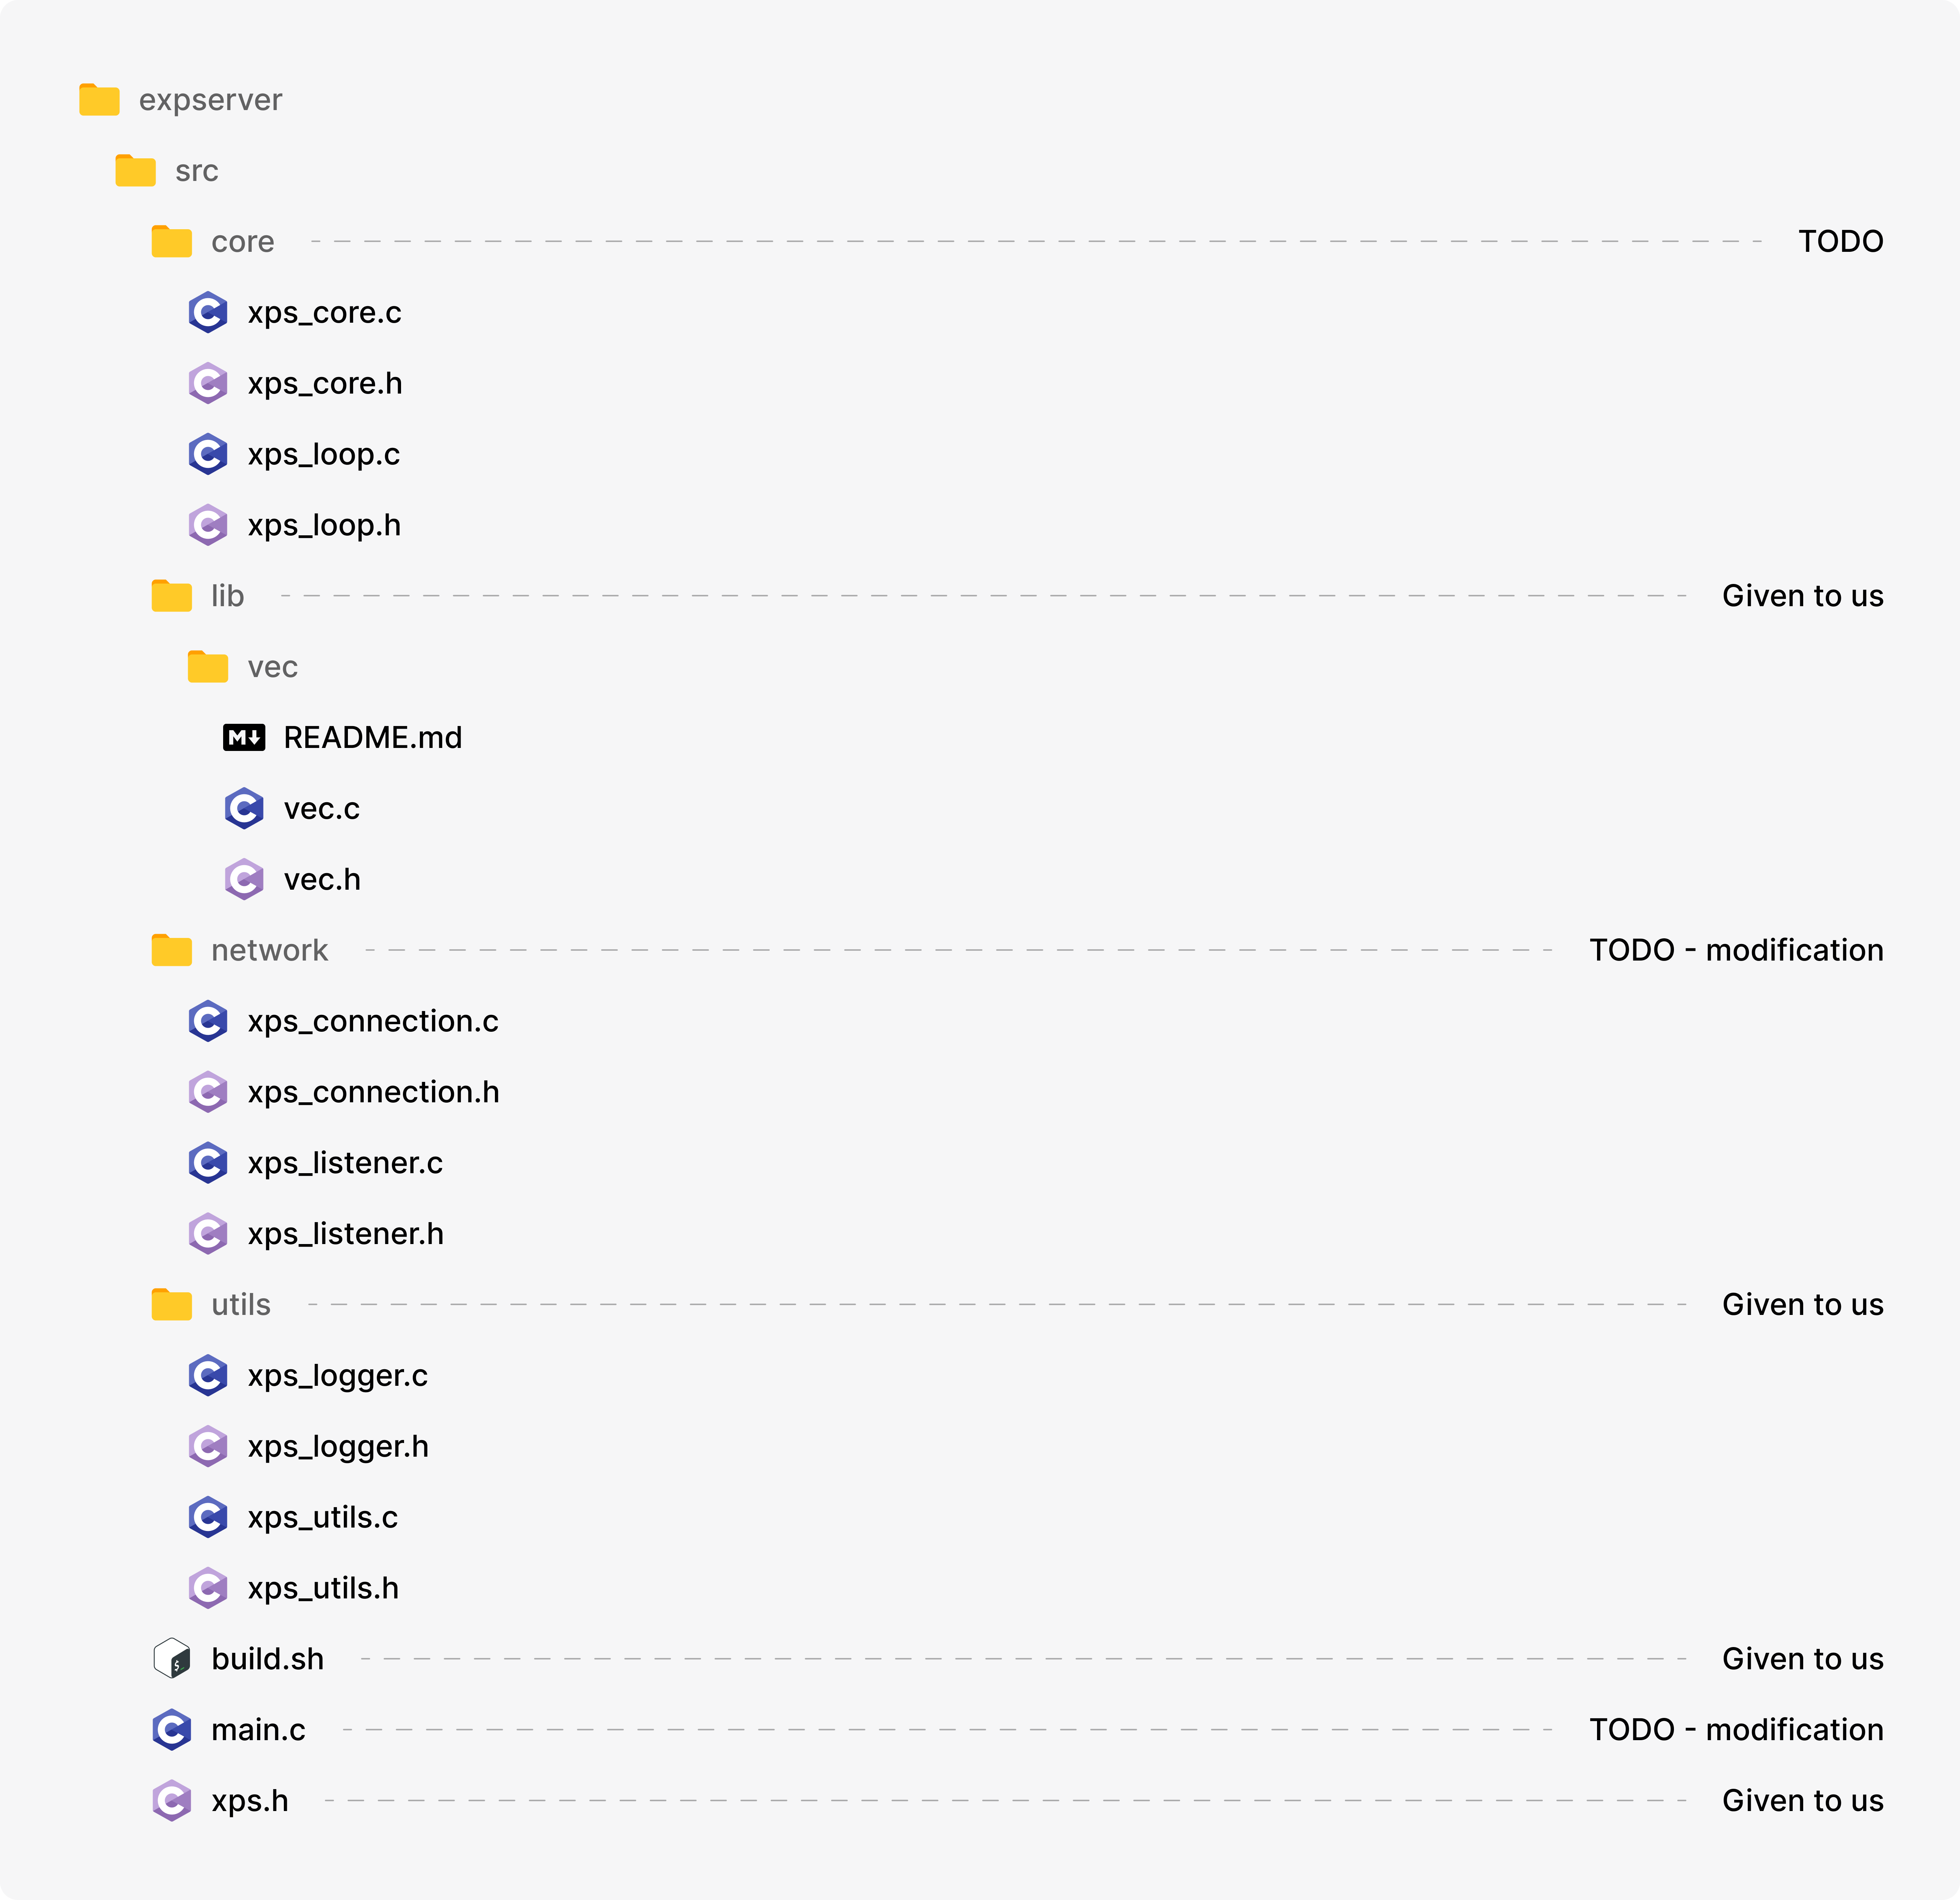 expserver
src
core TODO
xps_core.c
xps_core.h
xps_loop.c
xps_loop.h
lib Given to us
vec
README.md
vec.c
vec.h
network TODO - modification
xps_connection.c
xps_connection.h
xps_listener.c
xps_listener.h
utils Given to us
xps_logger.c
xps_logger.h
xps_utils.c
xps_utils.h
build.sh Given to us
main.c TODO - modification
xps.h Given to us